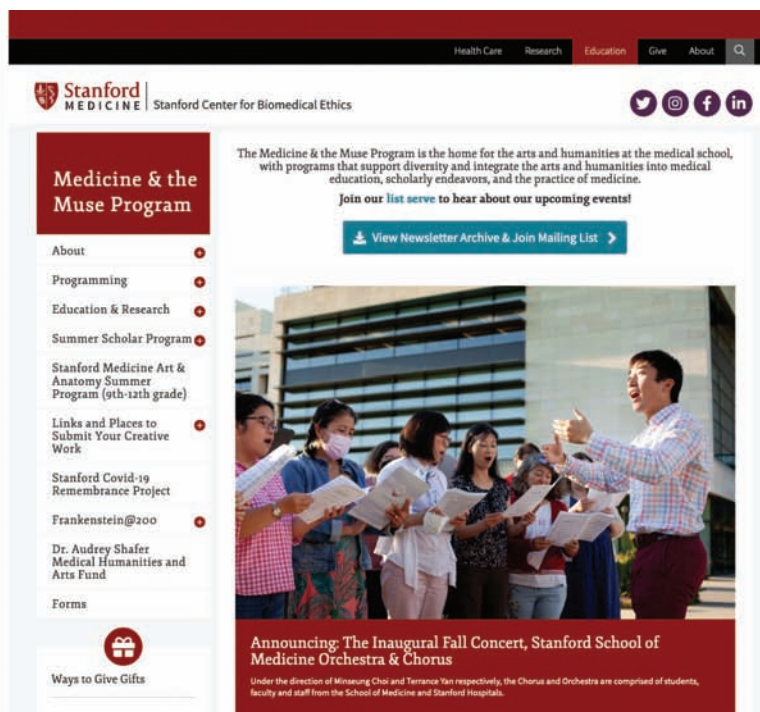 Health Care Research Education Give About
Stanford
MEDICINE
Stanford Center for Biomedical Ethics
Medicine & the
Muse Program
About
Programming
Education & Research
Summer Scholar Program
Stanford Medicine Art &
Anatomy Summer
Program (9th-12th grade)
Links and Places to
Submit Your Creative
Work
Stanford Covid-19
Remembrance Project
Frankenstein@200
Dr. Audrey Shafer
Medical Humanities and
Arts Fund
Forms
Ways to Give Gifts
The Medicine & the Muse Program is the home for the arts and humanities at the medical school,
with programs that support diversity and integrate the arts and humanities into medical
education, scholarly endeavors, and the practice of medicine.
Join our list serve to hear about our upcoming events!
View Newsletter Archive & Join Mailing List
Announcing: The Inaugural Fall Concert, Stanford School of
Medicine Orchestra & Chorus
Under the direction of Minseung Choi and Terrance Yan respectively, the Chorus and Orchestra are comprised of students,
faculty and staff from the School of Medicine and Stanford Hospitals.